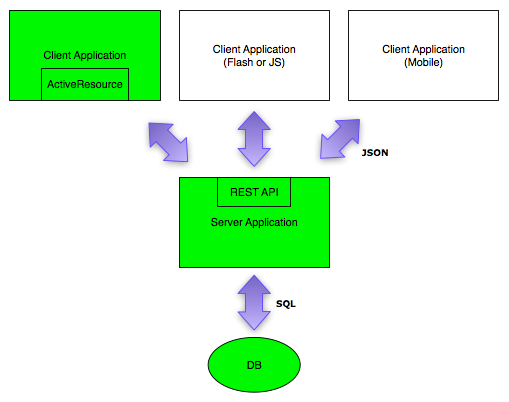 Client Application
ActiveResource
Client Application
(Flash or JS)
Client Application
(Mobile)
JSON
REST API
Server Application
SQL
DB